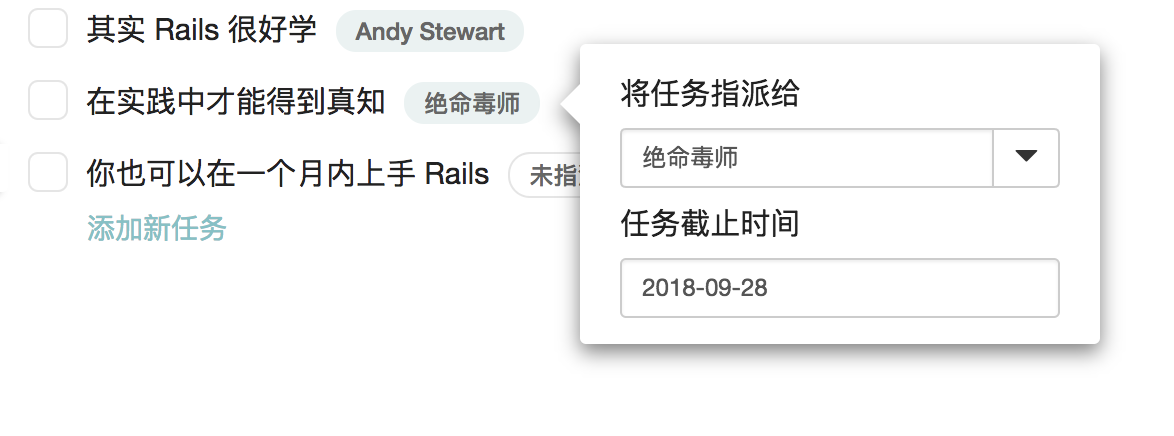 其实 Rails 很好学 Andy Stewart
在实践中才能得到真知 绝命毒师
你也可以在一个月内上手 Rails 未指
添加新任务
将任务指派给
绝命毒师
任务截止时间
2018-09-28